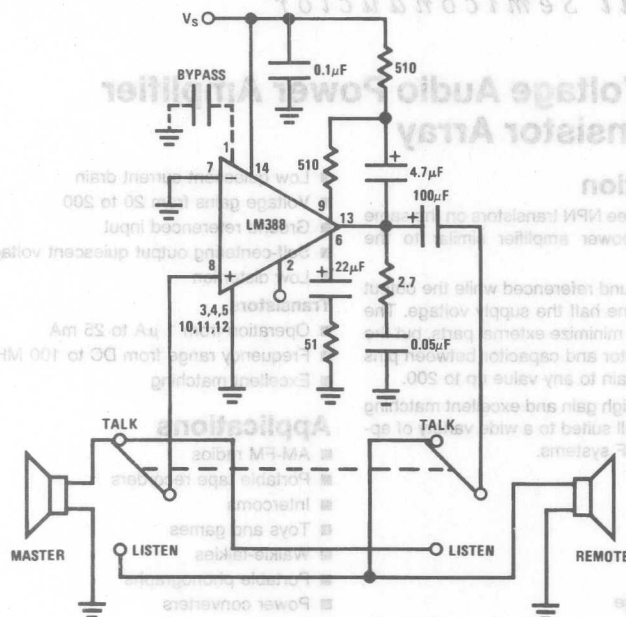 Semiconductor
Vs
0.1µF
510
BYPASS
Voltage Audio Power Amplifier
nsistor Array
1
14
7
510
4.7µF
+
9
100µF
+
LM388
13
6
8
+
2
22µF
+
2.7
3,4,5
10,11,12
51
0.05µF
Low quiescent current drain
Voltage gains from 20 to 200
Ground referenced input
Self-centering output quiescent voltage
Low distortion
Transistors
Operation from 1 µA to 25 mA
Frequency range from DC to 100 MH
Excellent matching
tion
ee NPN transistors on the same
power amplifier similar to the
und referenced while the output
ne half the supply voltage. The
minimize external parts, but the
tor and capacitor between pins
ain to any value up to 200.
high gain and excellent matching
ll suited to a wide variety of ap-
F systems.
Applications
AM-FM radios
Portable tape recorders
Intercoms
Toys and games
Walkie-talkies
Portable phonographs
Power converters
TALK
TALK
MASTER
LISTEN
LISTEN
REMOTE